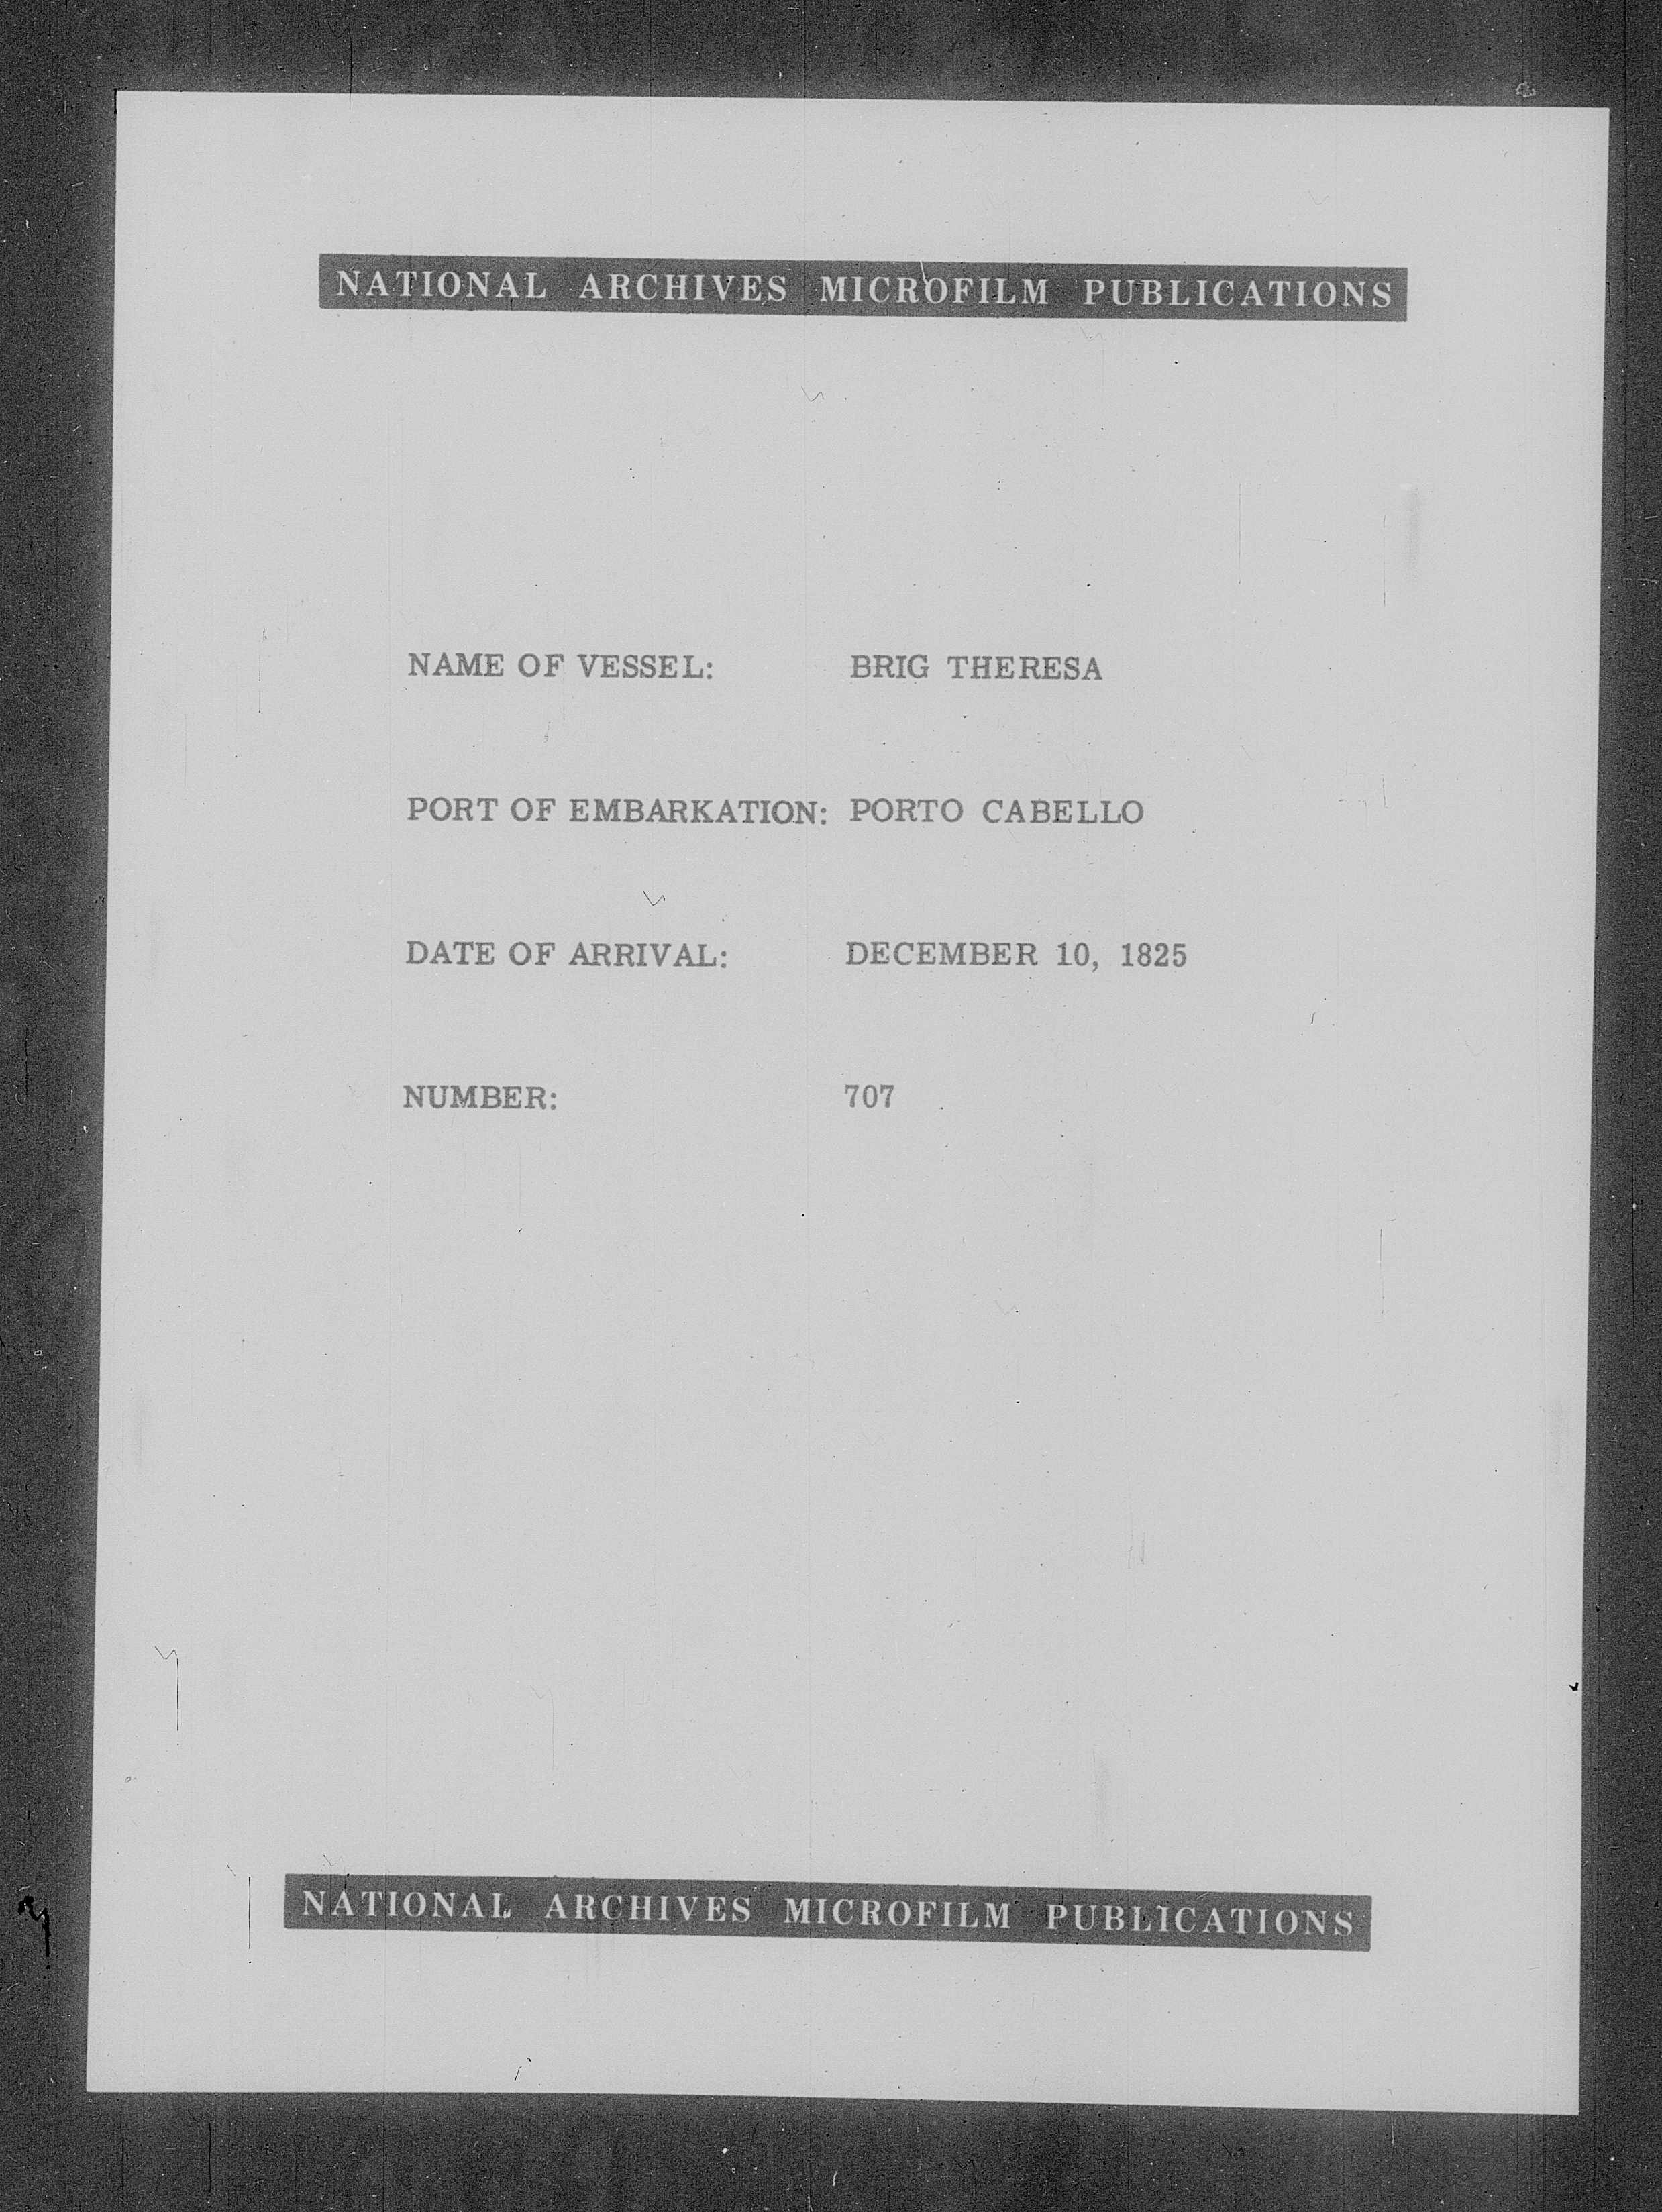 NATIONAL ARCHIVES MICROFILM PUBLICATIONS
NAME OF VESSEL: BRIG THERESA
PORT OF EMBARKATION: PORTO CABELLO
DATE OF ARRIVAL: DECEMBER 10, 1825
NUMBER: 707
NATIONAL ARCHIVES MICROFILM PUBLICATIONS